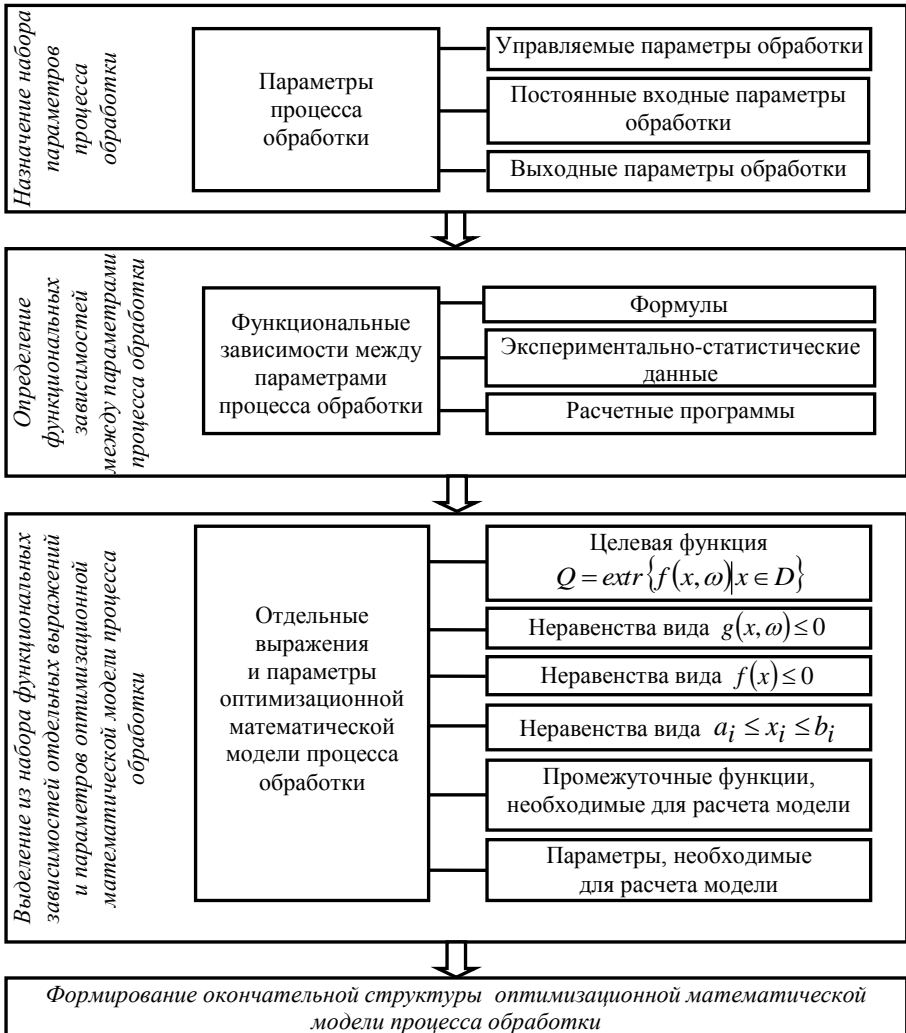 Назначение набора
параметров
процесса
обработки
Параметры
процесса
обработки
Управляемые параметры обработки
Постоянные входные параметры
обработки
Выходные параметры обработки
Определение
функциональных
зависимостей
между параметрами
процесса обработки
Функциональные
зависимости между
параметрами
процесса обработки
Формулы
Экспериментально-статистические
данные
Расчетные программы
Выделение из набора функциональных
зависимостей отдельных выражений
и параметров оптимизационной
математической модели процесса
обработки
Отдельные
выражения
и параметры
оптимизационной
математической
модели процесса
обработки
Целевая функция
Q = extr{f(x, ω)|x ∈ D}
Неравенства вида g(x, ω) ≤ 0
Неравенства вида f(x) ≤ 0
Неравенства вида a_i ≤ x_i ≤ b_i
Промежуточные функции,
необходимые для расчета модели
Параметры, необходимые
для расчета модели
Формирование окончательной структуры оптимизационной математической
модели процесса обработки